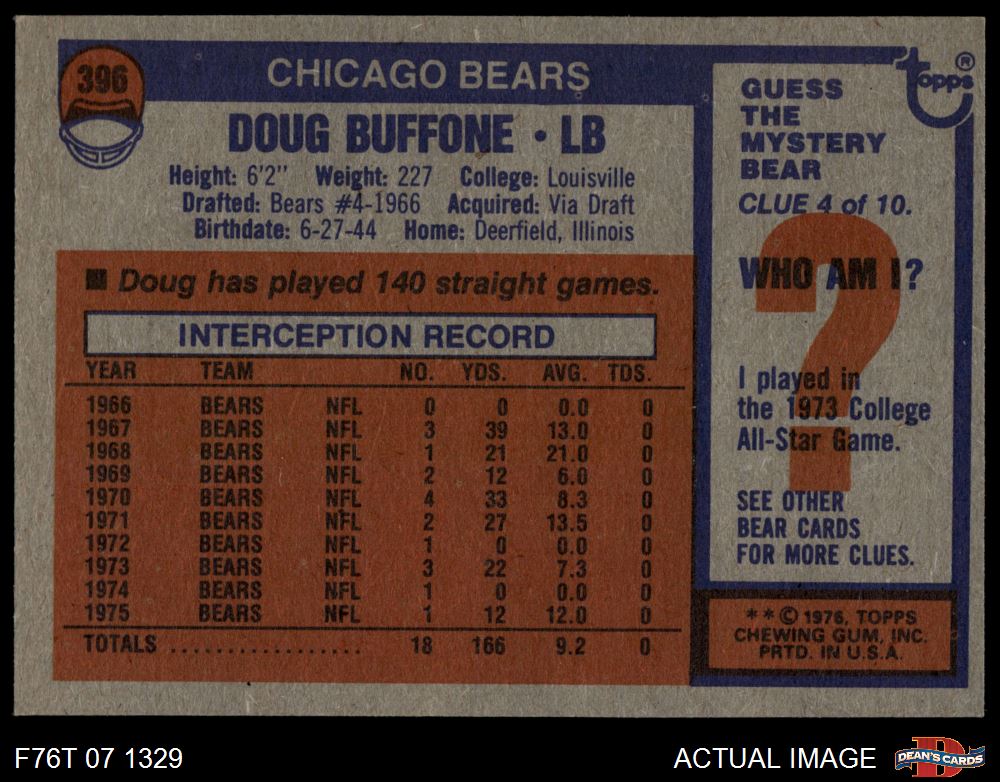 396
CHICAGO BEARS
DOUG BUFFONE • LB
Height: 6'2" Weight: 227 College: Louisville
Drafted: Bears #4-1966 Acquired: Via Draft
Birthdate: 6-27-44 Home: Deerfield, Illinois
■ Doug has played 140 straight games.
INTERCEPTION RECORD
YEAR TEAM NO. YDS. AVG. TDS.
1966 BEARS NFL 0 0 0.0 0
1967 BEARS NFL 3 39 13.0 0
1968 BEARS NFL 1 21 21.0 0
1969 BEARS NFL 2 12 6.0 0
1970 BEARS NFL 4 33 8.3 0
1971 BEARS NFL 2 27 13.5 0
1972 BEARS NFL 1 0 0.0 0
1973 BEARS NFL 3 22 7.3 0
1974 BEARS NFL 1 0 0.0 0
1975 BEARS NFL 1 12 12.0 0
TOTALS .................. 18 166 9.2 0
Topps ®
GUESS
THE
MYSTERY
BEAR
CLUE 4 of 10.
?
WHO AM I?
I played in
the 1973 College
All-Star Game.
SEE OTHER
BEAR CARDS
FOR MORE CLUES.
* * © 1976, TOPPS
CHEWING GUM, INC.
PRTD. IN U.S.A.
F76T 07 1329
ACTUAL IMAGE
D
DEAN'S CARDS